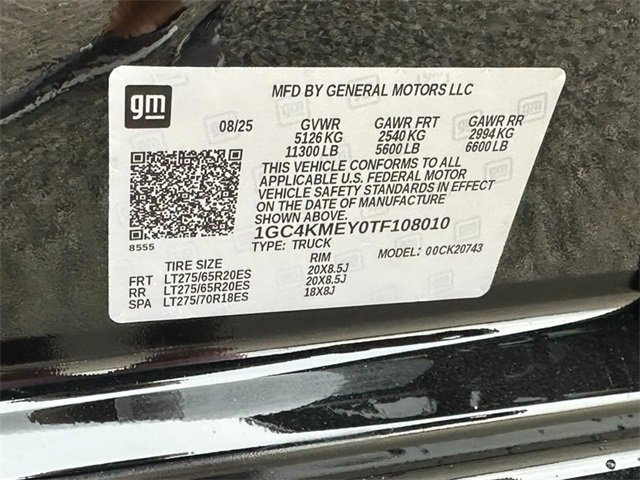 gm
MFD BY GENERAL MOTORS LLC
08/25 GVWR GAWR FRT GAWR RR
5126 KG 2540 KG 2994 KG
11300 LB 5600 LB 6600 LB
THIS VEHICLE CONFORMS TO ALL
APPLICABLE U.S. FEDERAL MOTOR
VEHICLE SAFETY STANDARDS IN EFFECT
ON THE DATE OF MANUFACTURE
SHOWN ABOVE.
8555
1GC4KMEY0TF108010
TYPE: TRUCK MODEL: 00CK20743
TIRE SIZE RIM
FRT LT275/65R20ES 20X8.5J
RR LT275/65R20ES 20X8.5J
SPA LT275/70R18ES 18X8J